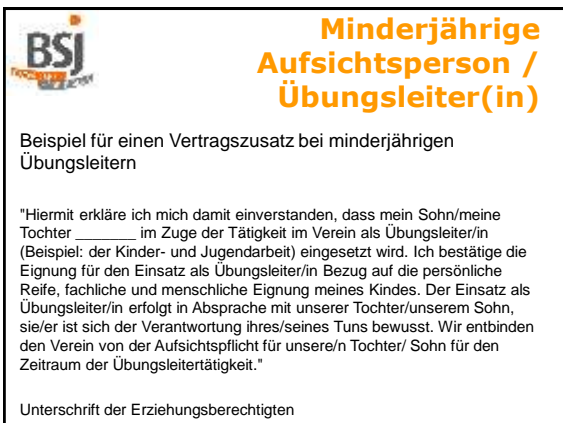 BSJ
Minderjährige
Aufsichtsperson /
Übungsleiter(in)
Beispiel für einen Vertragszusatz bei minderjährigen
Übungsleitern
"Hiermit erkläre ich mich damit einverstanden, dass mein Sohn/meine
Tochter _______ im Zuge der Tätigkeit im Verein als Übungsleiter/in
(Beispiel: der Kinder- und Jugendarbeit) eingesetzt wird. Ich bestätige die
Eignung für den Einsatz als Übungsleiter/in Bezug auf die persönliche
Reife, fachliche und menschliche Eignung meines Kindes. Der Einsatz als
Übungsleiter/in erfolgt in Absprache mit unserer Tochter/unserem Sohn,
sie/er ist sich der Verantwortung ihres/seines Tuns bewusst. Wir entbinden
den Verein von der Aufsichtspflicht für unsere/n Tochter/ Sohn für den
Zeitraum der Übungsleitertätigkeit."
Unterschrift der Erziehungsberechtigten